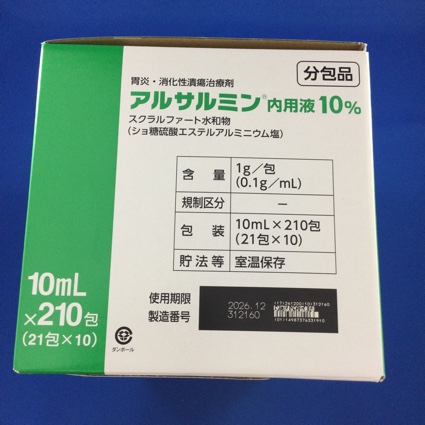 分包品
胃炎・消化性潰瘍治療剤
アルサルミン®内用液10%
スクラルファート水和物
(ショ糖硫酸エステルアルミニウム塩)
含 量 1g/包
(0.1g/mL)
規制区分 −
包 装 10mL×210包
(21包×10)
貯法等 室温保存
使用期限 2026.12
製造番号 312160
10mL
×210包
(21包×10)
ダンボール